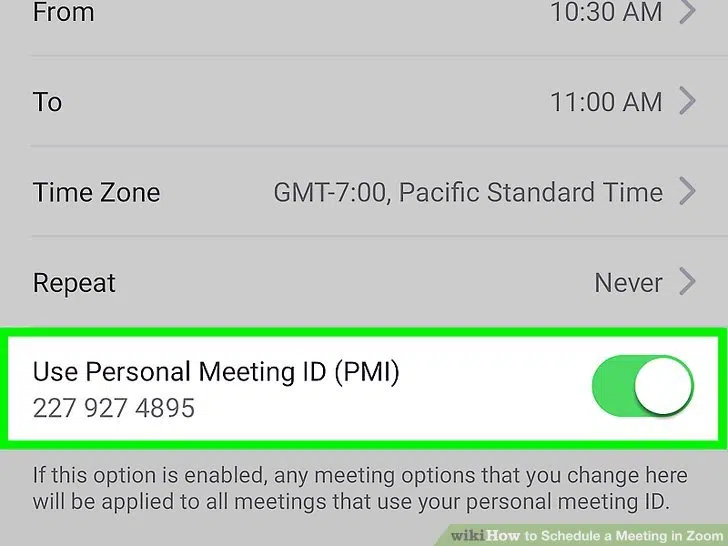 From 10:30 AM
To 11:00 AM
Time Zone GMT-7:00, Pacific Standard Time
Repeat Never
Use Personal Meeting ID (PMI)
227 927 4895
If this option is enabled, any meeting options that you change here
will be applied to all meetings that use your personal meeting ID.
wikiHow to Schedule a Meeting in Zoom